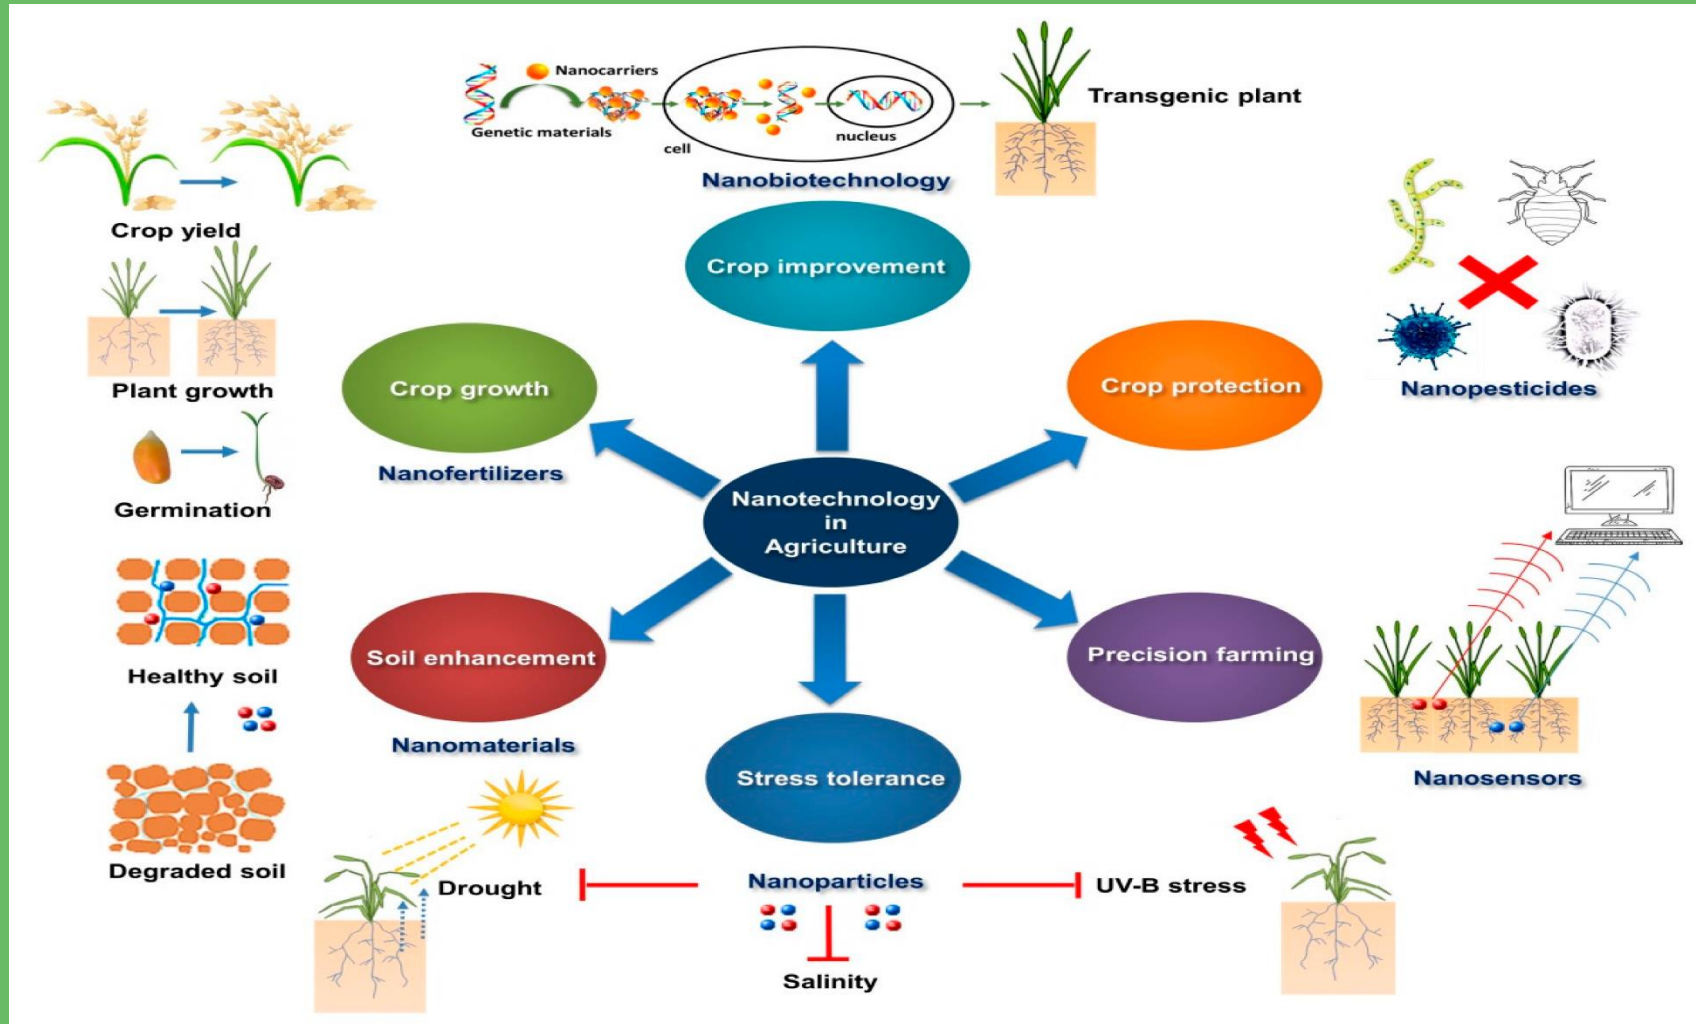 Nanocarriers
Genetic materials
cell
nucleus
Transgenic plant
Nanobiotechnology
Crop improvement
Crop yield
Plant growth
Germination
Crop growth
Nanofertilizers
Crop protection
Nanopesticides
Nanotechnology
in
Agriculture
Healthy soil
Degraded soil
Soil enhancement
Nanomaterials
Precision farming
Nanosensors
Stress tolerance
Drought
Nanoparticles
UV-B stress
Salinity